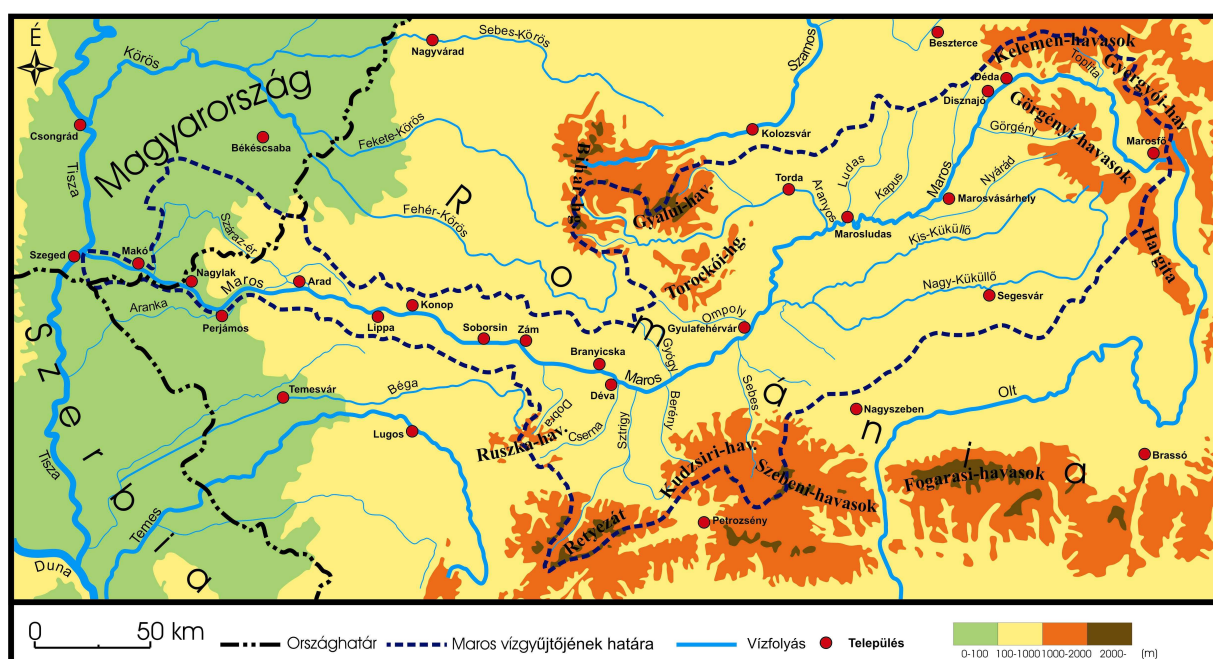 É
Magyarország
Románia
Szerbia
Körös
Sebes-Körös
Nagyvárad
Szamos
Beszterce
Kelemen-havasok
Toplita
Gyergyói-hav
Déda
Disznajó
Csongrád
Békéscsaba
Fekete-Körös
Bihar-hg.
Kolozsvár
Görgény
Görgényi-havasok
Marosfő
Tisza
Ludas
Kapus
Maros
Nyárád
Torda
Aranyos
Gyalui-hav.
Marosvásárhely
Marosludas
Fehér-Körös
Kis-Küküllő
Hargita
Száraz-ér
Szeged
Makó
Nagylak
Maros
Arad
Torockói-hg.
Nagy-Küküllő
Segesvár
Aranka
Perjámos
Lippa
Konop
Soborsin
Zám
Ompoly
Gyulafehérvár
Gyógy
Branyicska
Maros
Déva
Temesvár
Béga
Dobra
Cserna
Sztrigy
Berény
Sebes
Olt
Nagyszeben
Lugos
Ruszka-hav.
Kudzsiri-hav.
Szebeni-havasok
Fogarasi-havasok
Brassó
Tisza
Temes
Retyezát
Petrozsény
Duna
0 50 km
Országhatár
Maros vízgyűjtőjének határa
Vízfolyás
Település
0-100 100-1000 1000-2000 2000- (m)